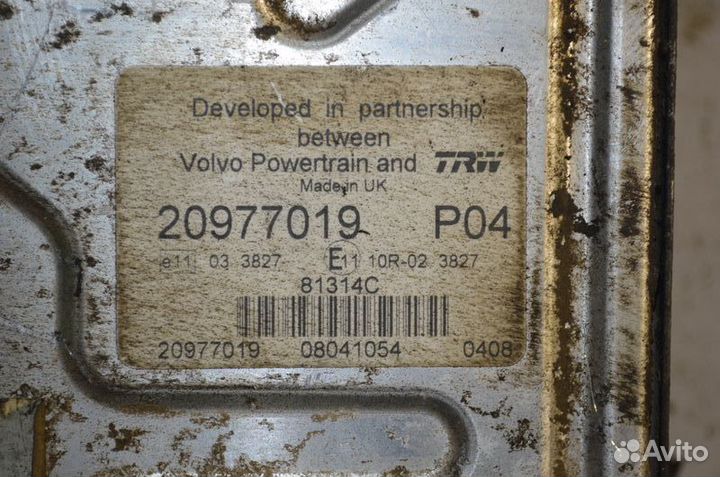 Developed in partnership
between
Volvo Powertrain and TRW
Made in UK
20977019 P04
e11 03 3827 E11 10R-02 3827
81314C
20977019 08041054 0408
Avito